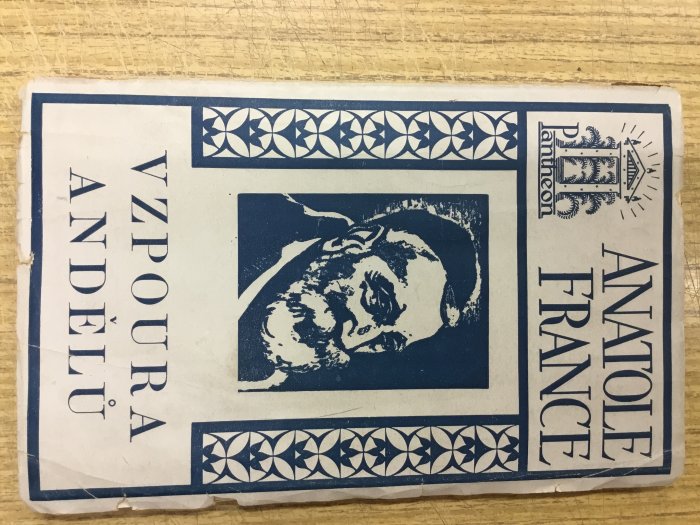 Pantheon
ANATOLE
FRANCE
VZPOURA
ANDĚLŮ